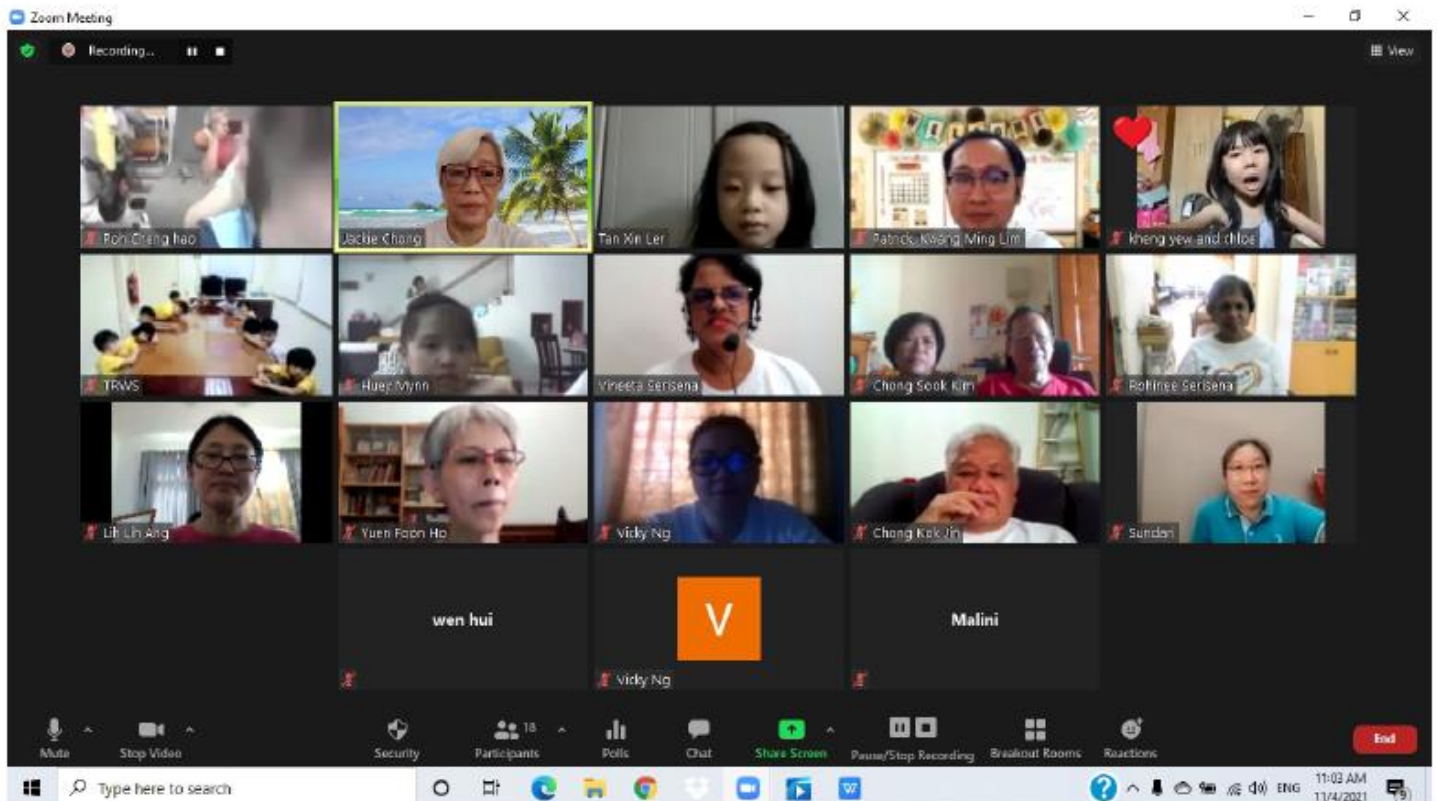 Zoom Meeting
Recording...
View
Poh Cheng hao
Jackie Chong
Tan Xin Ler
Patrick Kwang Ming Lim
kheng yew and chloe
TRWS
Huey Mynn
Vineeta Serisena
Chong Sook Kim
Rohinee Serisena
Lih Lih Ang
Yuen Foon Ho
Vicky Ng
Chong Kok Jin
Sundari
wen hui
V
Vicky Ng
Malini
Mute
Stop Video
Security
Participants
18
Polls
Chat
Share Screen
Pause/Stop Recording
Breakout Rooms
Reactions
End
Type here to search
W
?
ENG
11:03 AM
11/4/2021